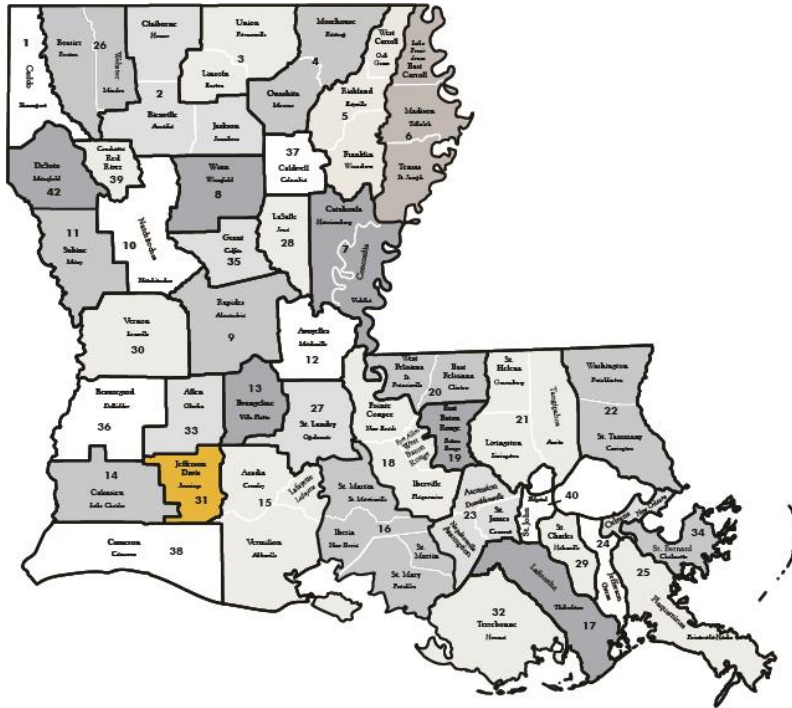 1
Caddo
Shreveport
Bossier
Benton
26
Webster
Minden
Claiborne
Homer
2
Bienville
Arcadia
Jackson
Jonesboro
Union
Farmerville
3
Lincoln
Ruston
Morehouse
Bastrop
4
Ouachita
Monroe
West
Carroll
Oak
Grove
East
Carroll
Richland
Rayville
5
Franklin
Winnsboro
Madison
Tallulah
6
Tensas
St. Joseph
DeSoto
Mansfield
42
Coushatta
Red
River
39
Winn
Winnfield
8
37
Caldwell
Columbia
Catahoula
Harrisonburg
7
Concordia
Vidalia
11
Sabine
Many
10
Natchitoches
Natchitoches
Grant
Colfax
35
LaSalle
Jena
28
Vernon
Leesville
30
Rapides
Alexandria
9
Avoyelles
Marksville
12
Beauregard
DeRidder
36
Allen
Oberlin
33
13
Evangeline
Ville Platte
27
St. Landry
Opelousas
Pointe
Coupee
New Roads
Port Allen
West
Baton
Rouge
18
Iberville
Plaquemine
West
Feliciana
St.
Francisville
East
Feliciana
Clinton
20
East
Baton
Rouge
Baton
Rouge
19
St.
Helena
Greensburg
Tangipahoa
Amite
21
Livingston
Livingston
Washington
Franklinton
22
St. Tammany
Covington
14
Calcasieu
Lake Charles
Jefferson
Davis
Jennings
31
Acadia
Crowley
15
Lafayette
Lafayette
Vermilion
Abbeville
Cameron
Cameron
38
St. Martin
St. Martinville
16
Iberia
New Iberia
St.
Martin
St. Mary
Franklin
Ascension
Donaldsonville
23
St.
James
Convent
Napoleonville
Assumption
St. John
Edgard
40
St.
Charles
Hahnville
29
Orleans
New Orleans
24
Jefferson
Gretna
34
St. Bernard
Chalmette
25
Plaquemines
Pointe a la Hache
Lafourche
Thibodaux
17
32
Terrebonne
Houma